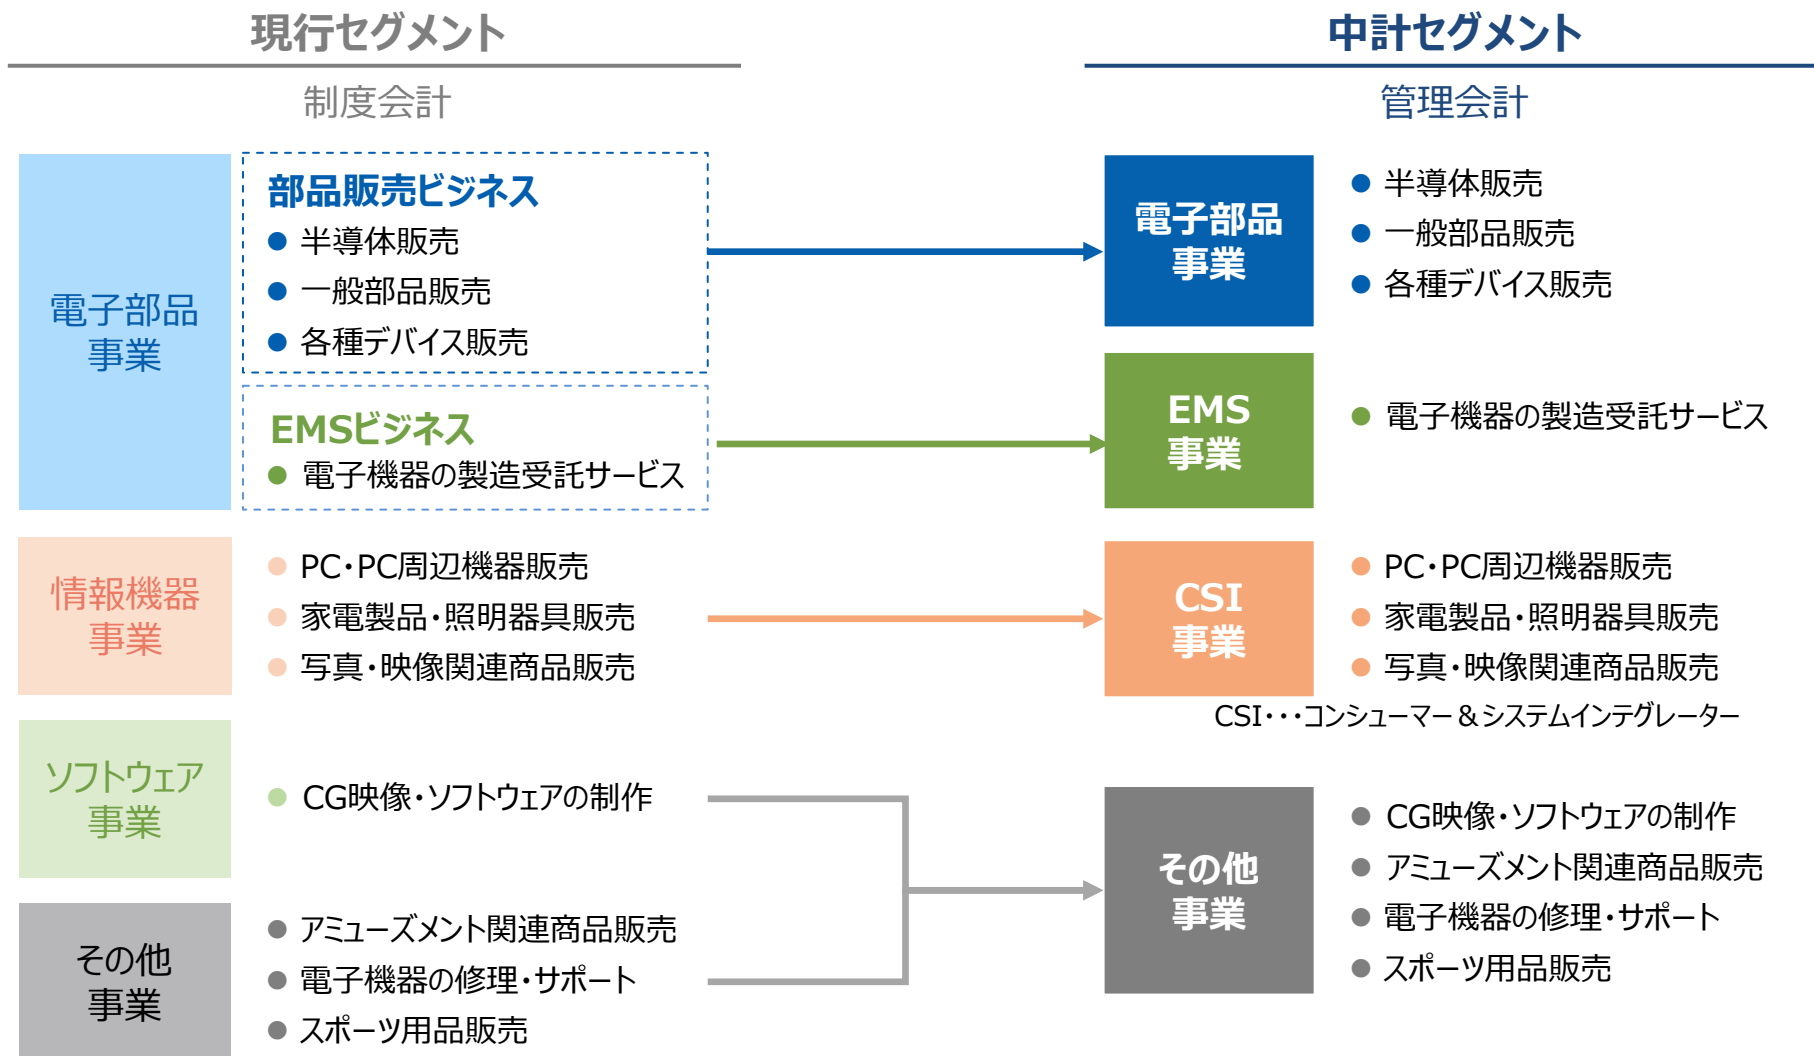 現行セグメント
制度会計
電子部品
事業
部品販売ビジネス
半導体販売
一般部品販売
各種デバイス販売
EMSビジネス
電子機器の製造受託サービス
情報機器
事業
PC・PC周辺機器販売
家電製品・照明器具販売
写真・映像関連商品販売
ソフトウェア
事業
CG映像・ソフトウェアの制作
その他
事業
アミューズメント関連商品販売
電子機器の修理・サポート
スポーツ用品販売
中計セグメント
管理会計
電子部品
事業
半導体販売
一般部品販売
各種デバイス販売
EMS
事業
電子機器の製造受託サービス
CSI
事業
PC・PC周辺機器販売
家電製品・照明器具販売
写真・映像関連商品販売
CSI・・・コンシューマー＆システムインテグレーター
その他
事業
CG映像・ソフトウェアの制作
アミューズメント関連商品販売
電子機器の修理・サポート
スポーツ用品販売